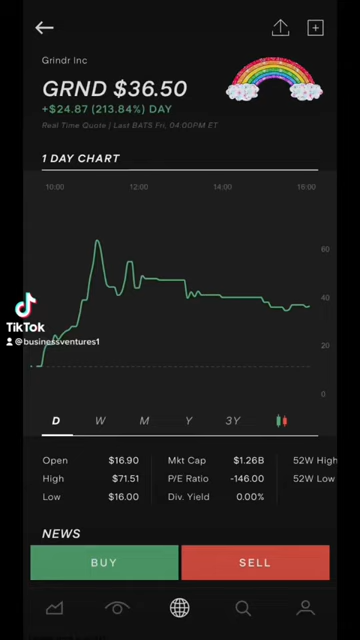 Grindr Inc
GRND $36.50
+$24.87 (213.84%) DAY
Real Time Quote | Last BATS Fri, 04:00PM ET
1 DAY CHART
10:00 12:00 14:00 16:00
60
40
20
0
TikTok
@businessventures1
D W M Y 3Y
Open $16.90 Mkt Cap $1.26B 52W High
High $71.51 P/E Ratio -146.00 52W Low
Low $16.00 Div. Yield 0.00%
NEWS
BUY SELL